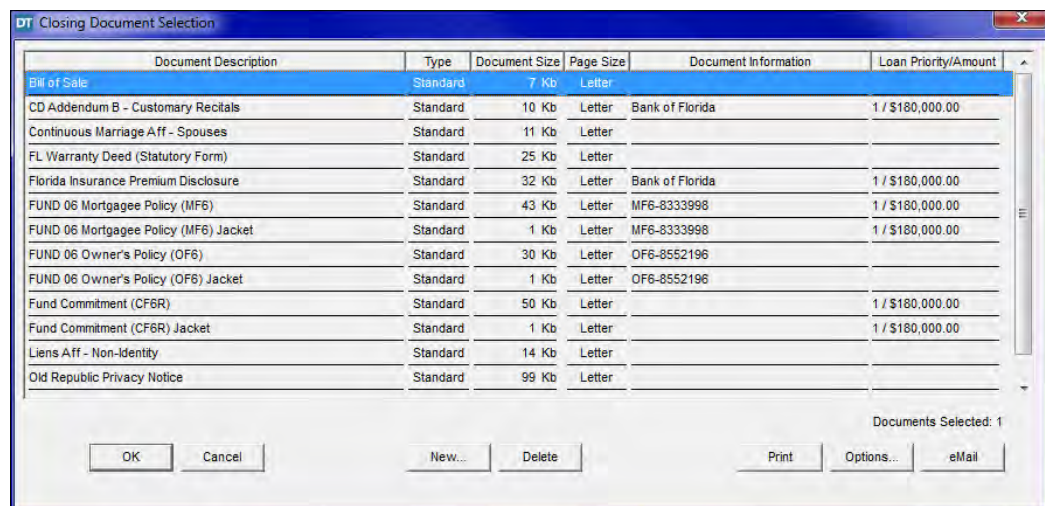 DT Closing Document Selection X
Document Description Type Document Size Page Size Document Information Loan Priority/Amount
Bill of Sale Standard 7 Kb Letter
CD Addendum B - Customary Recitals Standard 10 Kb Letter Bank of Florida 1 / $180,000.00
Continuous Marriage Aff - Spouses Standard 11 Kb Letter
FL Warranty Deed (Statutory Form) Standard 25 Kb Letter
Florida Insurance Premium Disclosure Standard 32 Kb Letter Bank of Florida 1 / $180,000.00
FUND 06 Mortgagee Policy (MF6) Standard 43 Kb Letter MF6-8333998 1 / $180,000.00
FUND 06 Mortgagee Policy (MF6) Jacket Standard 1 Kb Letter MF6-8333998 1 / $180,000.00
FUND 06 Owner's Policy (OF6) Standard 30 Kb Letter OF6-8552196
FUND 06 Owner's Policy (OF6) Jacket Standard 1 Kb Letter OF6-8552196
Fund Commitment (CF6R) Standard 50 Kb Letter 1 / $180,000.00
Fund Commitment (CF6R) Jacket Standard 1 Kb Letter 1 / $180,000.00
Liens Aff - Non-Identity Standard 14 Kb Letter
Old Republic Privacy Notice Standard 99 Kb Letter
Documents Selected: 1
OK Cancel New... Delete Print Options... eMail